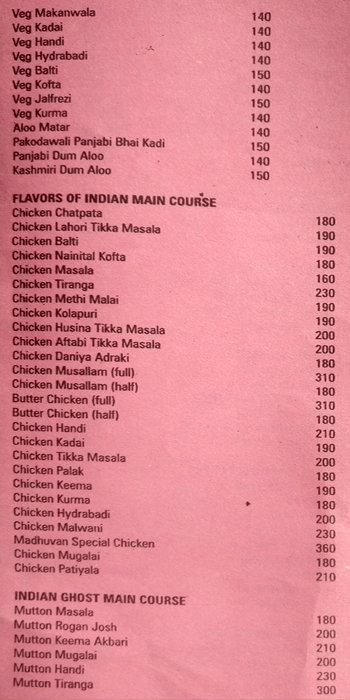 Veg Makanwala 140
Veg Kadai 140
Veg Handi 140
Veg Hydrabadi 140
Veg Balti 150
Veg Kofta 140
Veg Jalfrezi 150
Veg Kurma 140
Aloo Matar 140
Pakodawali Panjabi Bhai Kadi 150
Panjabi Dum Aloo 140
Kashmiri Dum Aloo 150
FLAVORS OF INDIAN MAIN COURSE
Chicken Chatpata 180
Chicken Lahori Tikka Masala 190
Chicken Balti 190
Chicken Nainital Kofta 180
Chicken Masala 160
Chicken Tiranga 230
Chicken Methi Malai 190
Chicken Kolapuri 190
Chicken Husina Tikka Masala 200
Chicken Aftabi Tikka Masala 200
Chicken Daniya Adraki 180
Chicken Musallam (full) 310
Chicken Musallam (half) 180
Butter Chicken (full) 310
Butter Chicken (half) 180
Chicken Handi 210
Chicken Kadai 190
Chicken Tikka Masala 200
Chicken Palak 180
Chicken Keema 190
Chicken Kurma 180
Chicken Hydrabadi 200
Chicken Malwani 230
Madhuvan Special Chicken 360
Chicken Mugalai 180
Chicken Patiyala 210
INDIAN GHOST MAIN COURSE
Mutton Masala 180
Mutton Rogan Josh 200
Mutton Keema Akbari 210
Mutton Mugalai 200
Mutton Handi 230
Mutton Tiranga 300